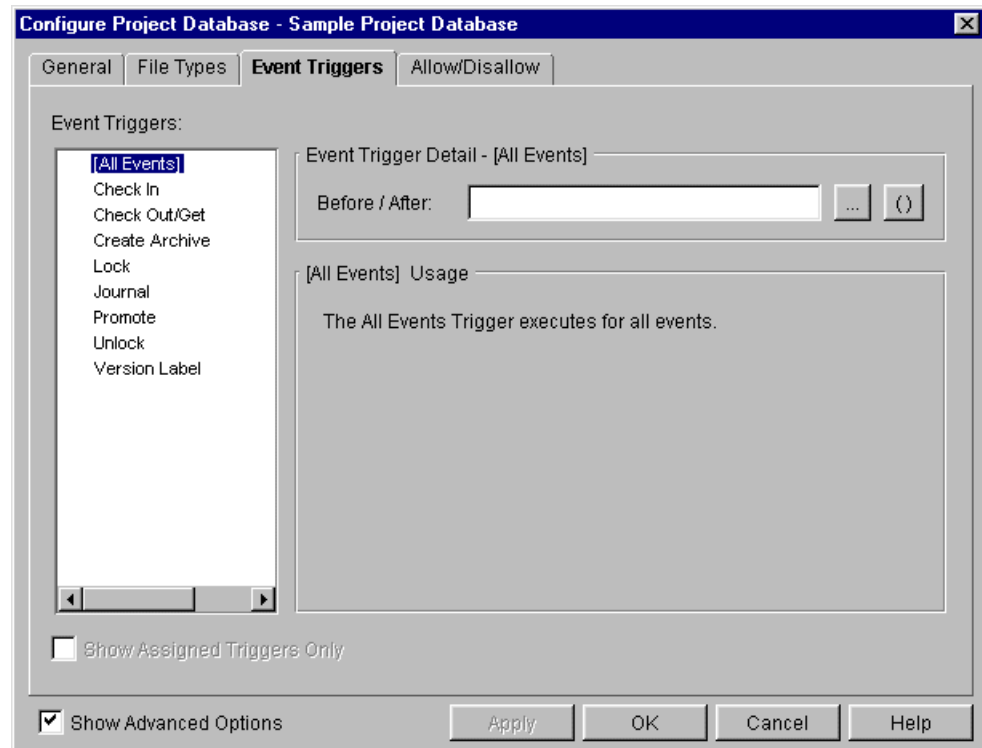 Configure Project Database - Sample Project Database
General File Types Event Triggers Allow/Disallow
Event Triggers:
[All Events]
Check In
Check Out/Get
Create Archive
Lock
Journal
Promote
Unlock
Version Label
Event Trigger Detail - [All Events]
Before / After: ... ()
[All Events] Usage
The All Events Trigger executes for all events.
Show Assigned Triggers Only
Show Advanced Options Apply OK Cancel Help